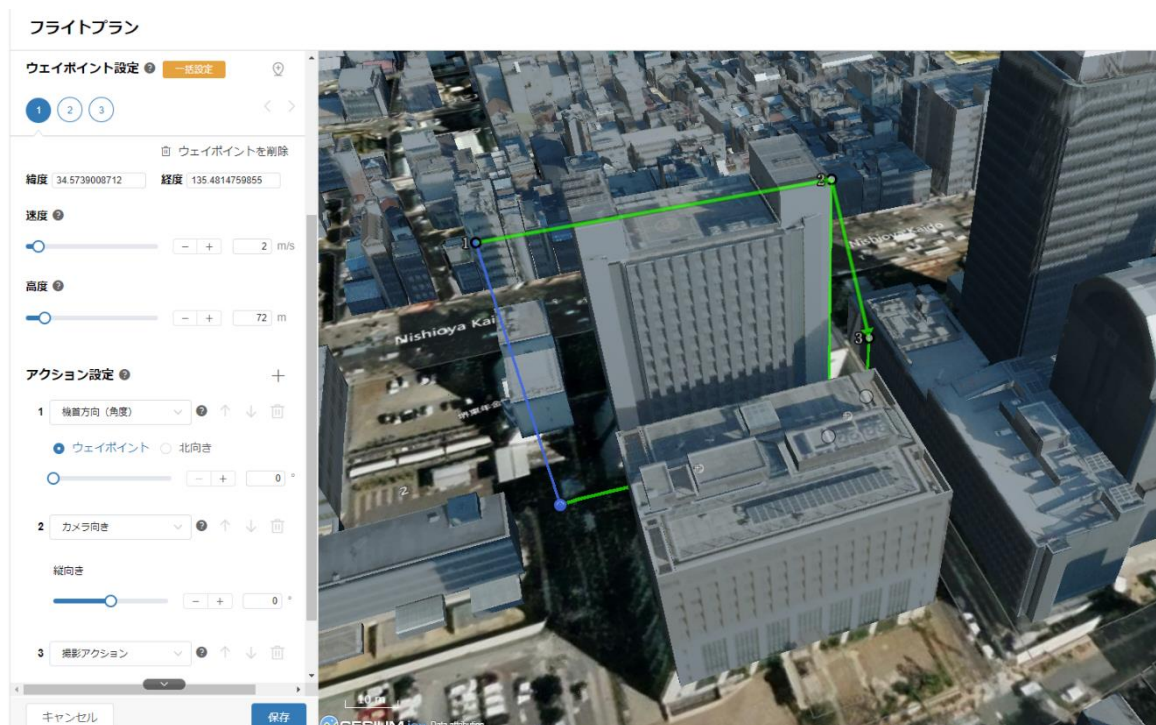 フライトプラン
ウェイポイント設定 ? 一括設定
1 2 3
ウェイポイントを削除
緯度 34.5739008712 経度 135.4814759855
速度 ?
− + 2 m/s
高度 ?
− + 72 m
アクション設定 ? +
1 機首方向（角度） ?
ウェイポイント 北向き
− + 0 °
2 カメラ向き ?
縦向き
− + 0 °
3 撮影アクション ?
キャンセル 保存
1
2
3
Nishioya Kaido
Nishioya Kaido
10 m
CESIUM ion